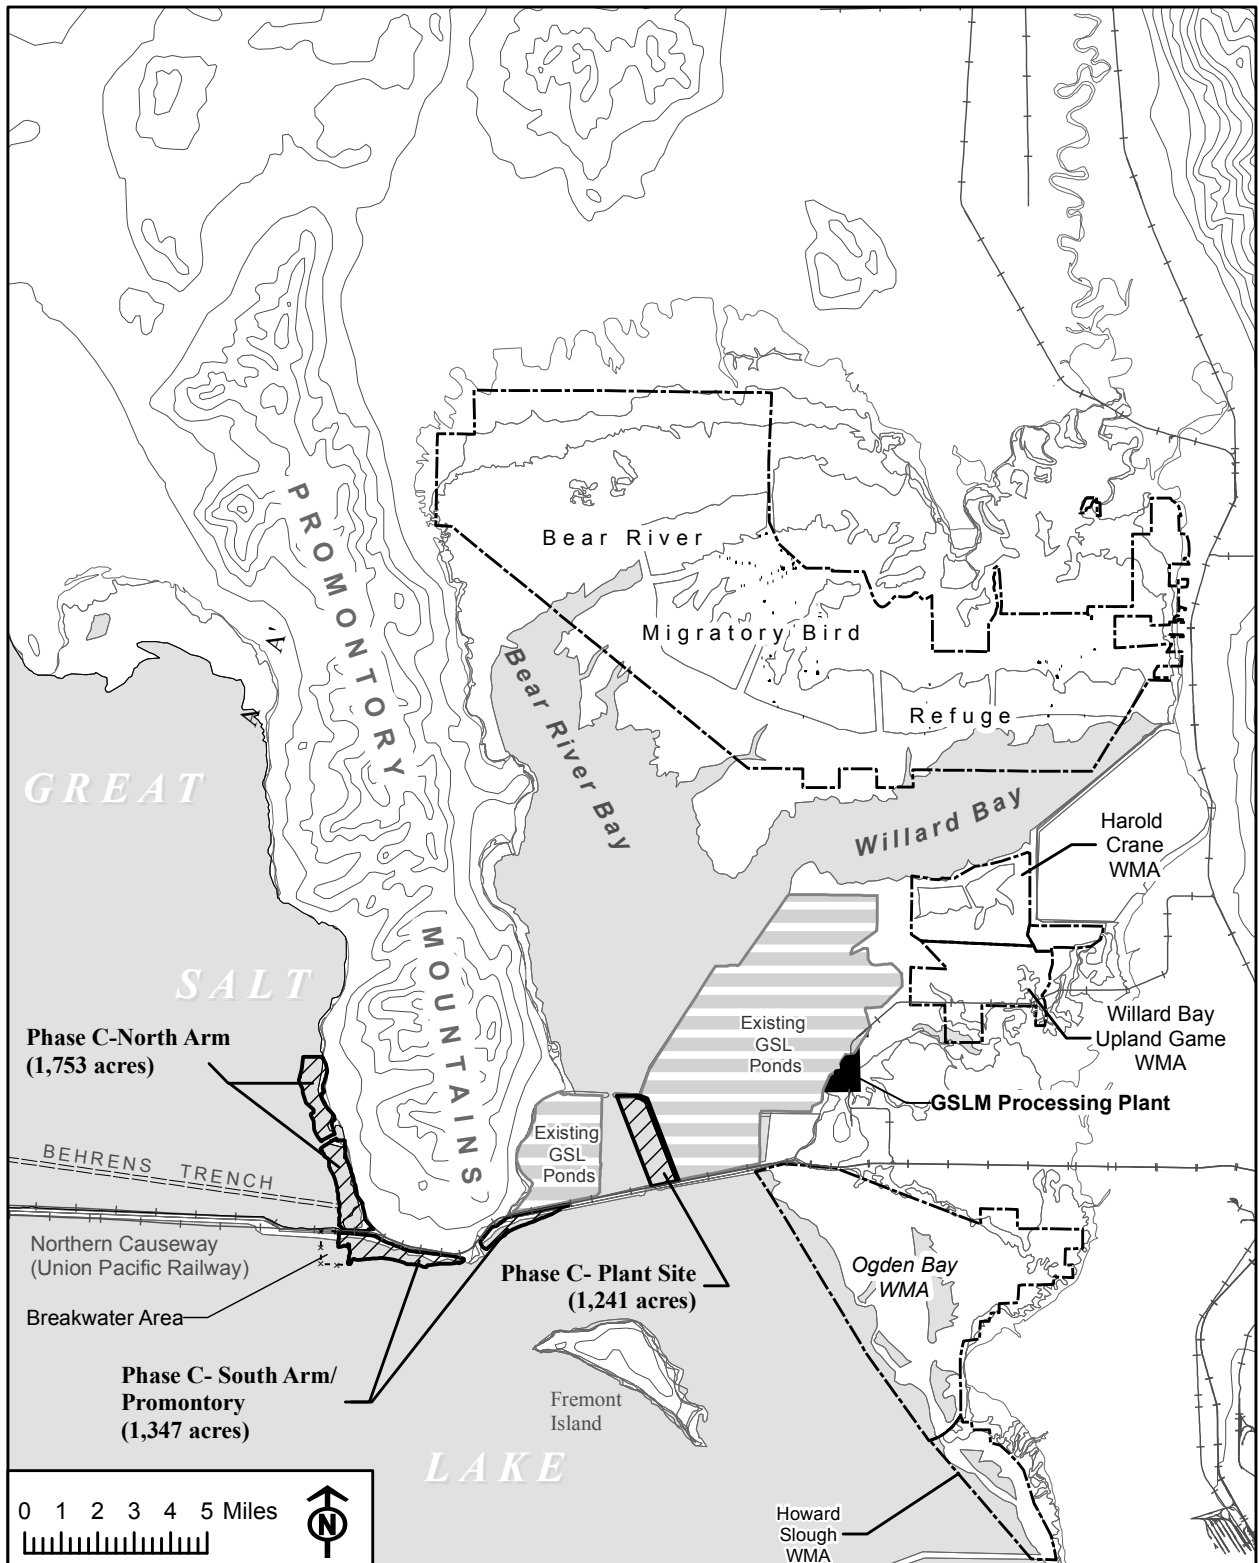 PROMONTORY
MOUNTAINS
A'
A
Bear River
Migratory Bird
Refuge
Bear River Bay
Willard Bay
GREAT
SALT
LAKE
Harold
Crane
WMA
Willard Bay
Upland Game
WMA
Existing
GSL
Ponds
GSLM Processing Plant
Existing
GSL
Ponds
Phase C-North Arm
(1,753 acres)
BEHRENS TRENCH
Northern Causeway
(Union Pacific Railway)
Breakwater Area
Phase C- Plant Site
(1,241 acres)
Phase C- South Arm/
Promontory
(1,347 acres)
Fremont
Island
Ogden Bay
WMA
Howard
Slough
WMA
0 1 2 3 4 5 Miles
N